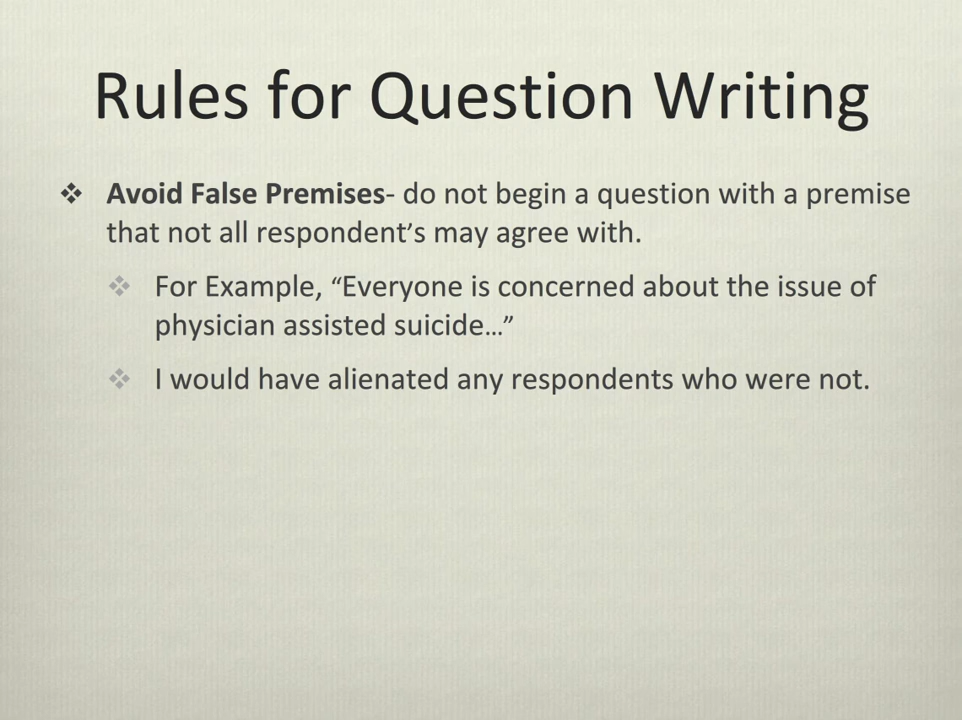 Rules for Question Writing
❖ Avoid False Premises- do not begin a question with a premise
that not all respondent’s may agree with.
❖ For Example, “Everyone is concerned about the issue of
physician assisted suicide…”
❖ I would have alienated any respondents who were not.